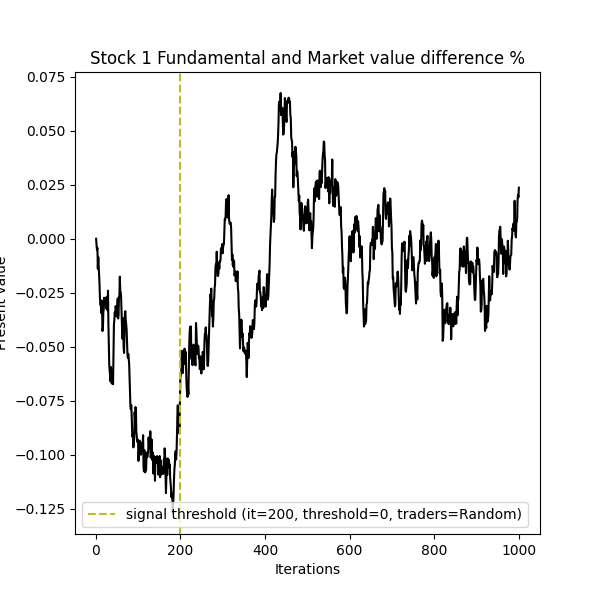 Stock 1 Fundamental and Market value difference %
0.075
0.050
0.025
0.000
−0.025
−0.050
−0.075
−0.100
−0.125
Present value
signal threshold (it=200, threshold=0, traders=Random)
0 200 400 600 800 1000
Iterations